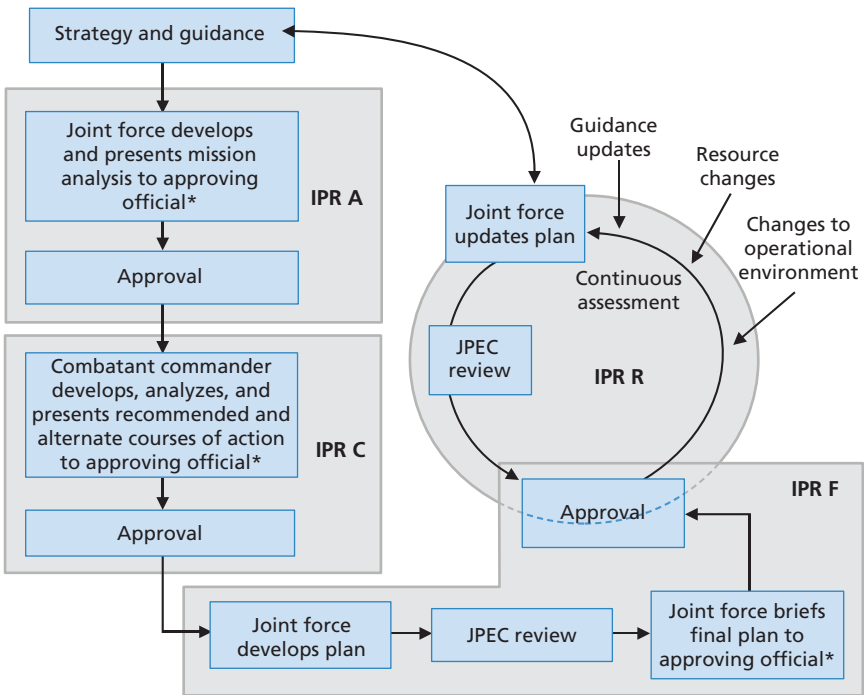 Strategy and guidance
Joint force develops
and presents mission
analysis to approving
official*
IPR A
Approval
Combatant commander
develops, analyzes, and
presents recommended and
alternate courses of action
to approving official*
IPR C
Approval
Guidance
updates
Resource
changes
Changes to
operational
environment
Joint force
updates plan
Continuous
assessment
JPEC
review
IPR R
IPR F
Approval
Joint force
develops plan
JPEC review
Joint force briefs
final plan to
approving official*